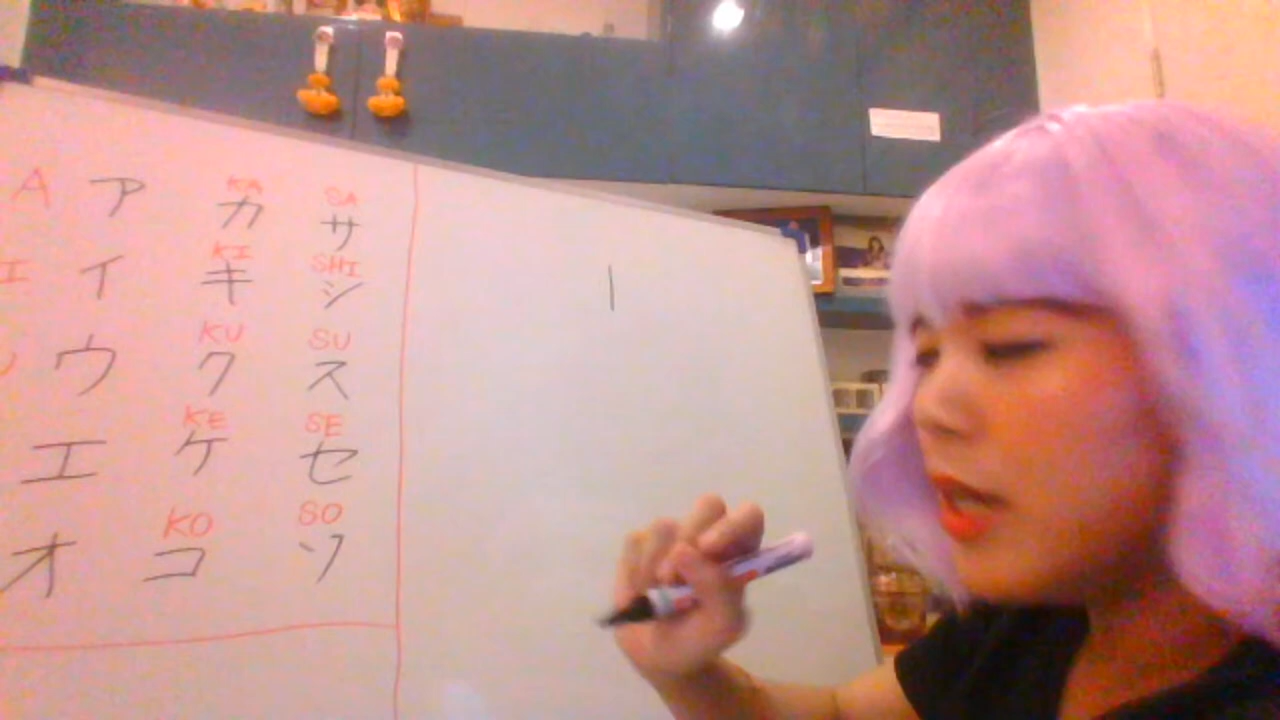 KA SA
A ア カ サ
KI SHI
I イ キ シ
KU SU
U ウ ク ス
KE SE
エ ケ セ
KO SO
オ コ ソ